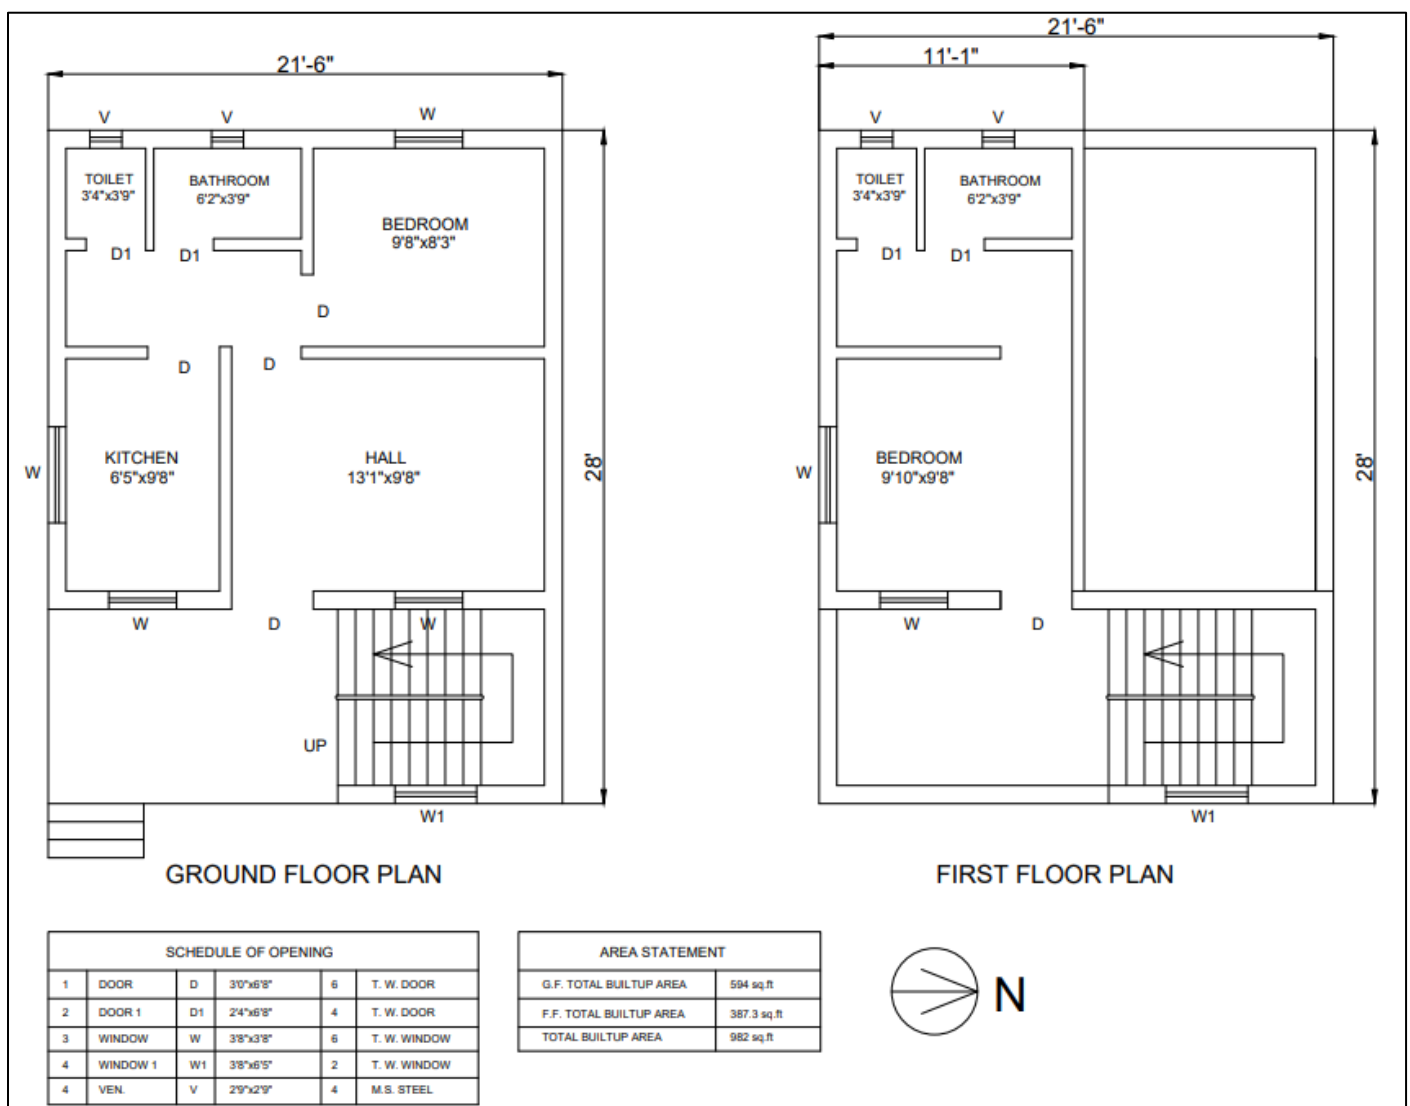 21'-6"
V
V
W
TOILET
3'4"x3'9"
BATHROOM
6'2"x3'9"
BEDROOM
9'8"x8'3"
D1
D1
D
D
D
KITCHEN
6'5"x9'8"
HALL
13'1"x9'8"
W
28'
W
D
W
UP
W1
GROUND FLOOR PLAN
21'-6"
11'-1"
V
V
TOILET
3'4"x3'9"
BATHROOM
6'2"x3'9"
D1
D1
BEDROOM
9'10"x9'8"
W
28'
W
D
W1
FIRST FLOOR PLAN
SCHEDULE OF OPENING
1 DOOR D 3'0"x6'8" 6 T. W. DOOR
2 DOOR 1 D1 2'4"x6'8" 4 T. W. DOOR
3 WINDOW W 3'8"x3'8" 6 T. W. WINDOW
4 WINDOW 1 W1 3'8"x6'5" 2 T. W. WINDOW
4 VEN. V 2'9"x2'9" 4 M.S. STEEL
AREA STATEMENT
G.F. TOTAL BUILTUP AREA 594 sq.ft
F.F. TOTAL BUILTUP AREA 387.3 sq.ft
TOTAL BUILTUP AREA 982 sq.ft
N